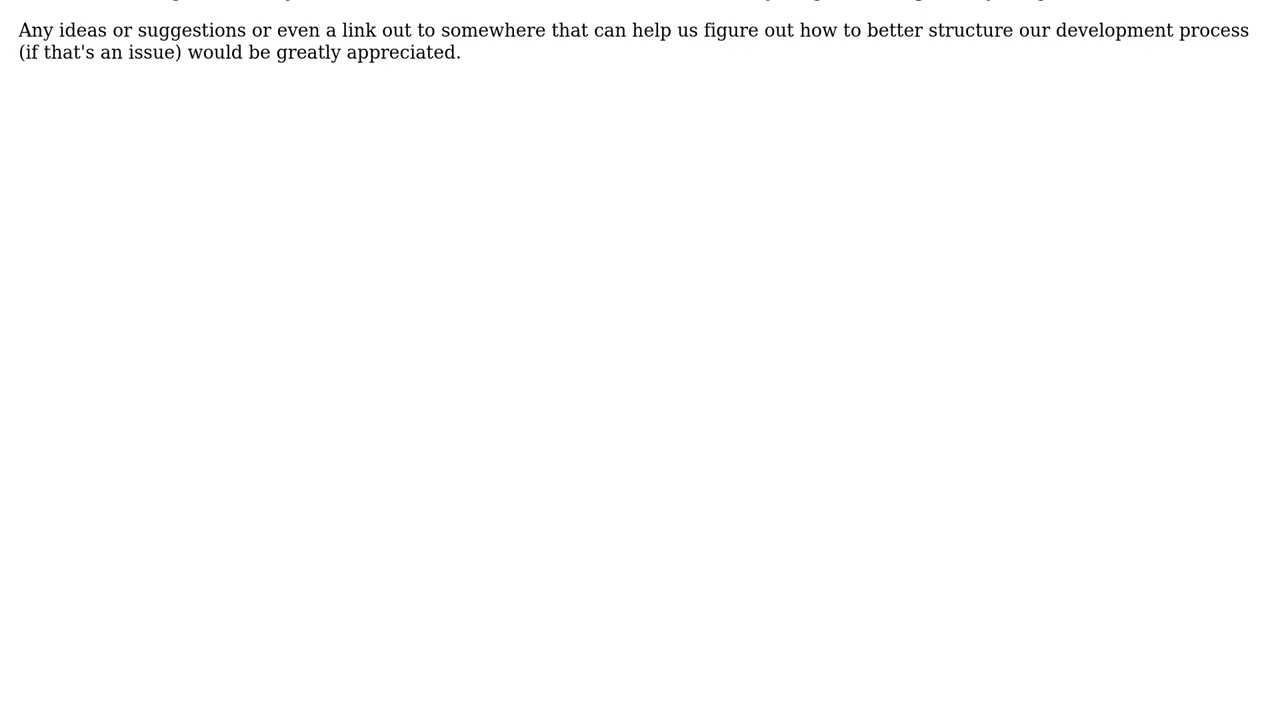 Any ideas or suggestions or even a link out to somewhere that can help us figure out how to better structure our development process
(if that's an issue) would be greatly appreciated.